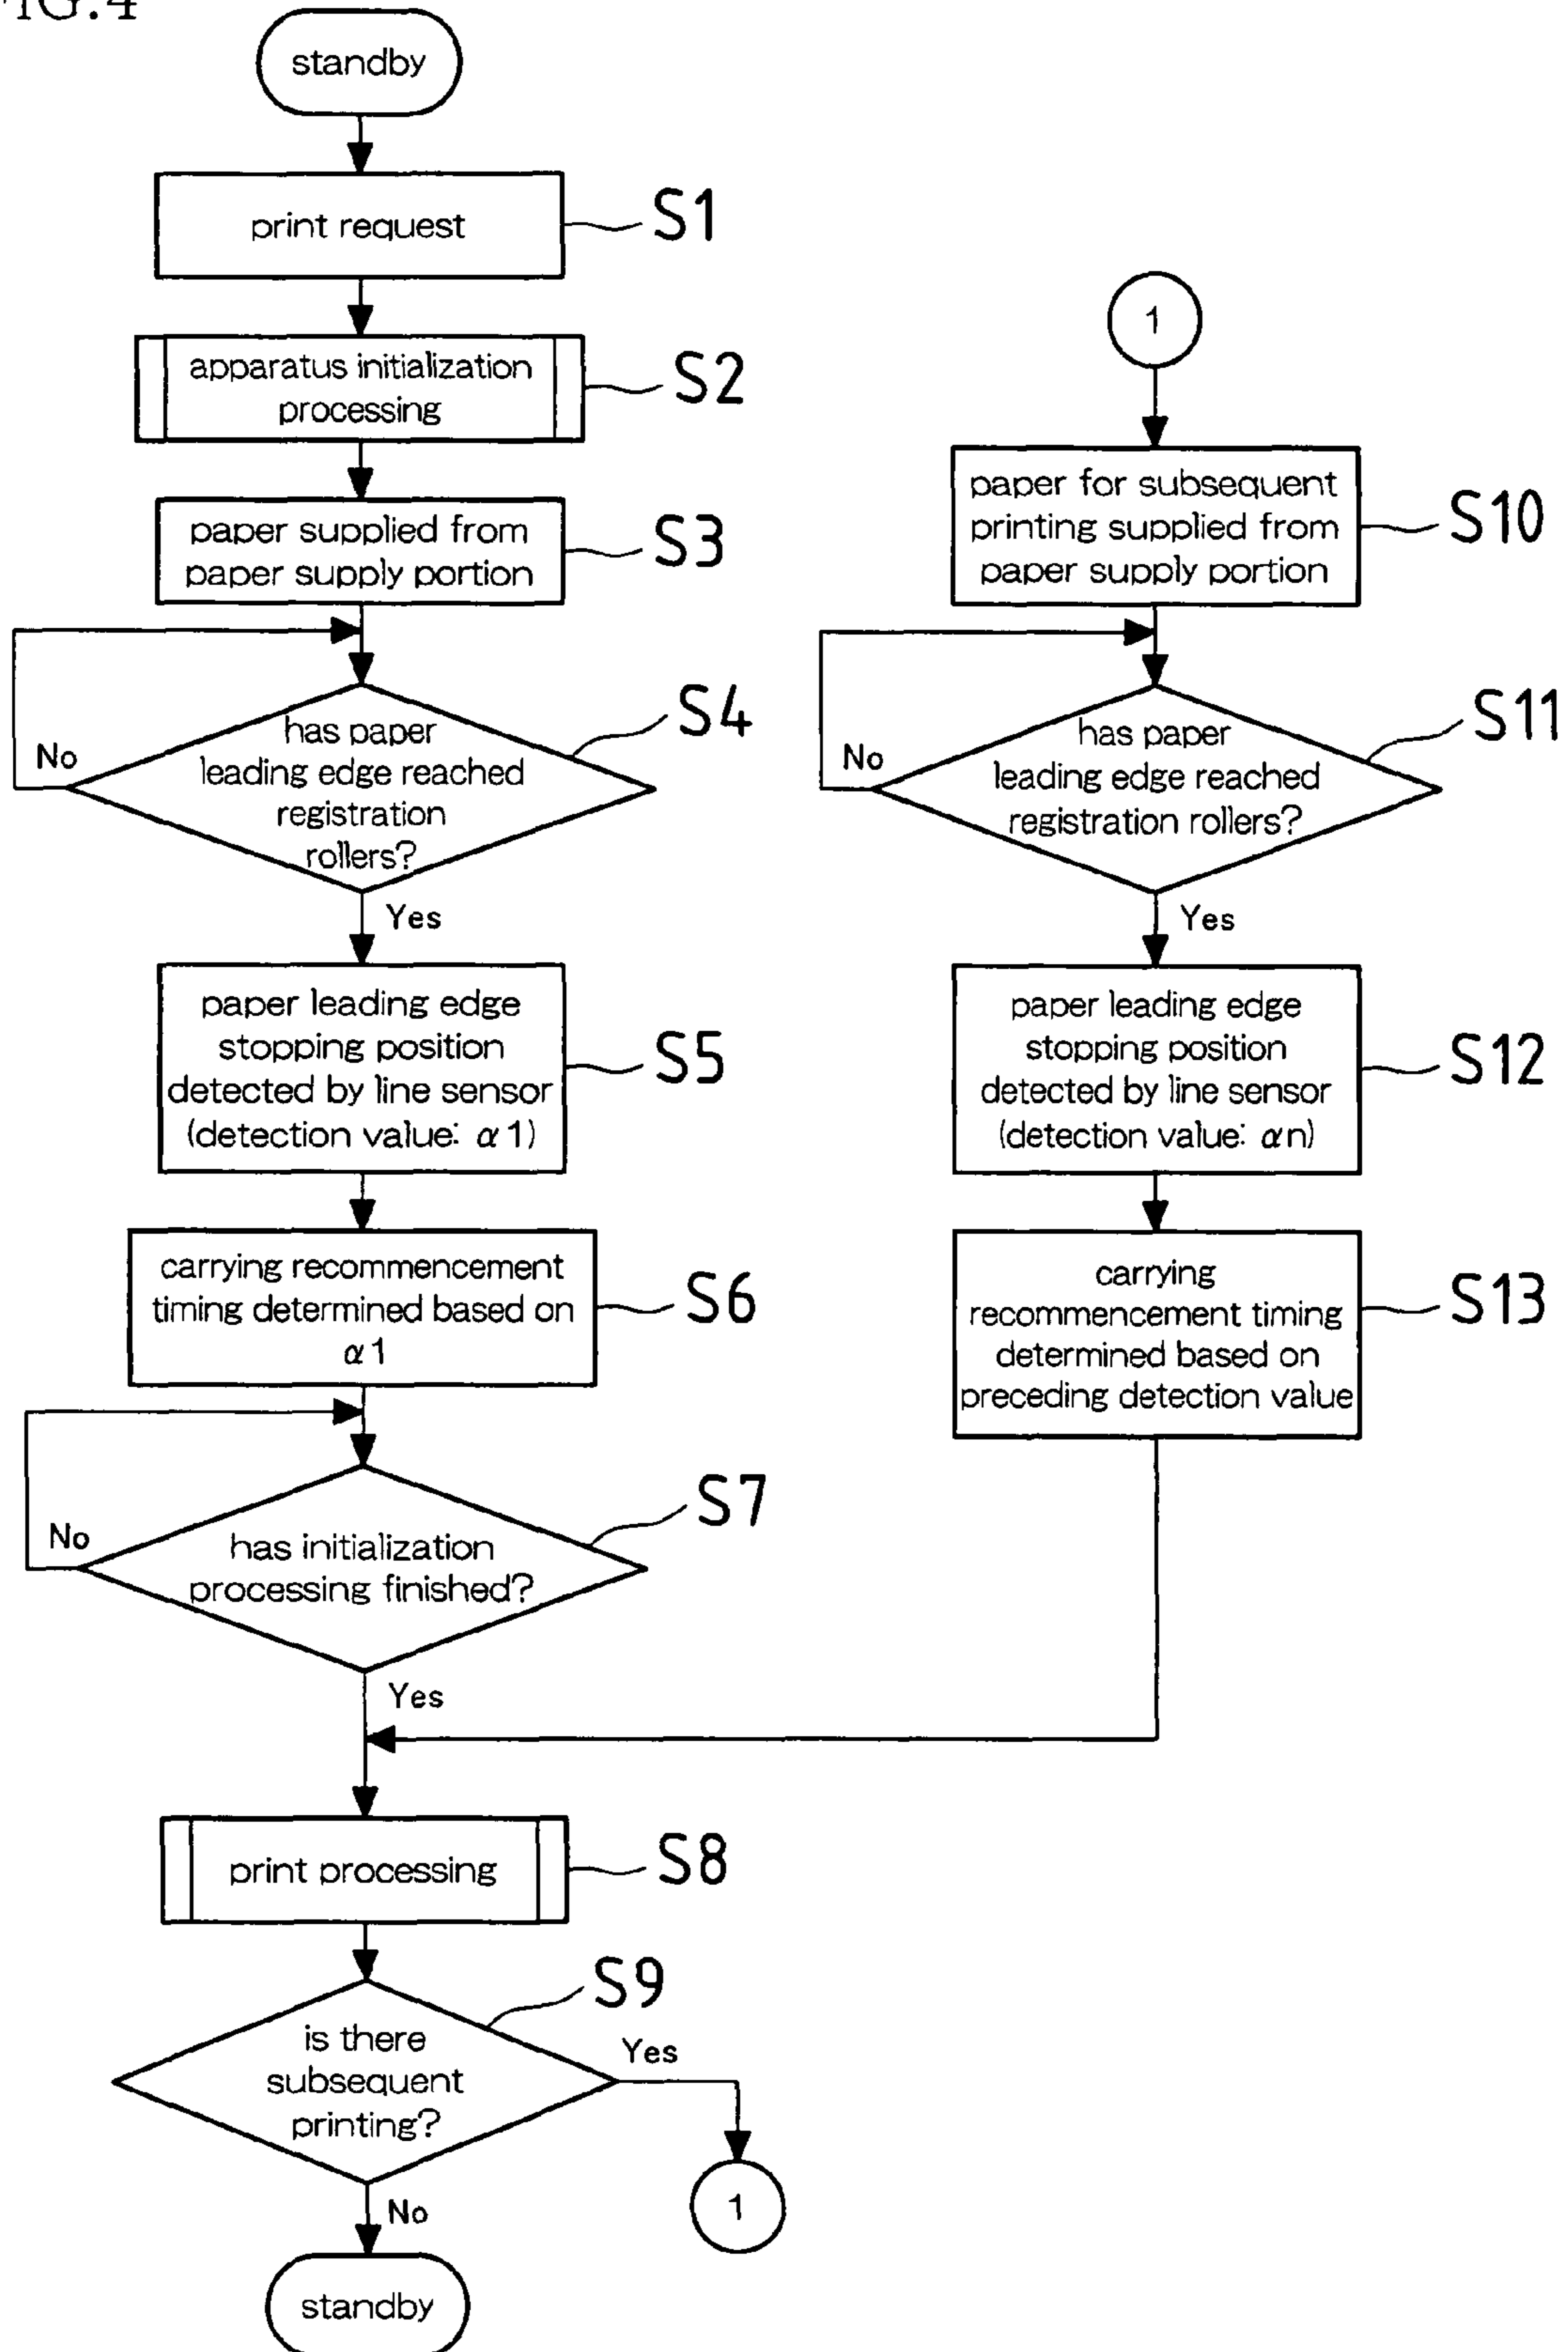 FIG.4
standby
print request
S1
apparatus initialization
processing
S2
paper supplied from
paper supply portion
S3
has paper
leading edge reached
registration
rollers?
S4
No
Yes
paper leading edge
stopping position
detected by line sensor
(detection value: α1)
S5
carrying recommencement
timing determined based on
α1
S6
has initialization
processing finished?
S7
No
Yes
print processing
S8
is there
subsequent
printing?
S9
Yes
1
No
standby
1
paper for subsequent
printing supplied from
paper supply portion
S10
has paper
leading edge reached
registration rollers?
S11
No
Yes
paper leading edge
stopping position
detected by line sensor
(detection value: αn)
S12
carrying
recommencement timing
determined based on
preceding detection value
S13